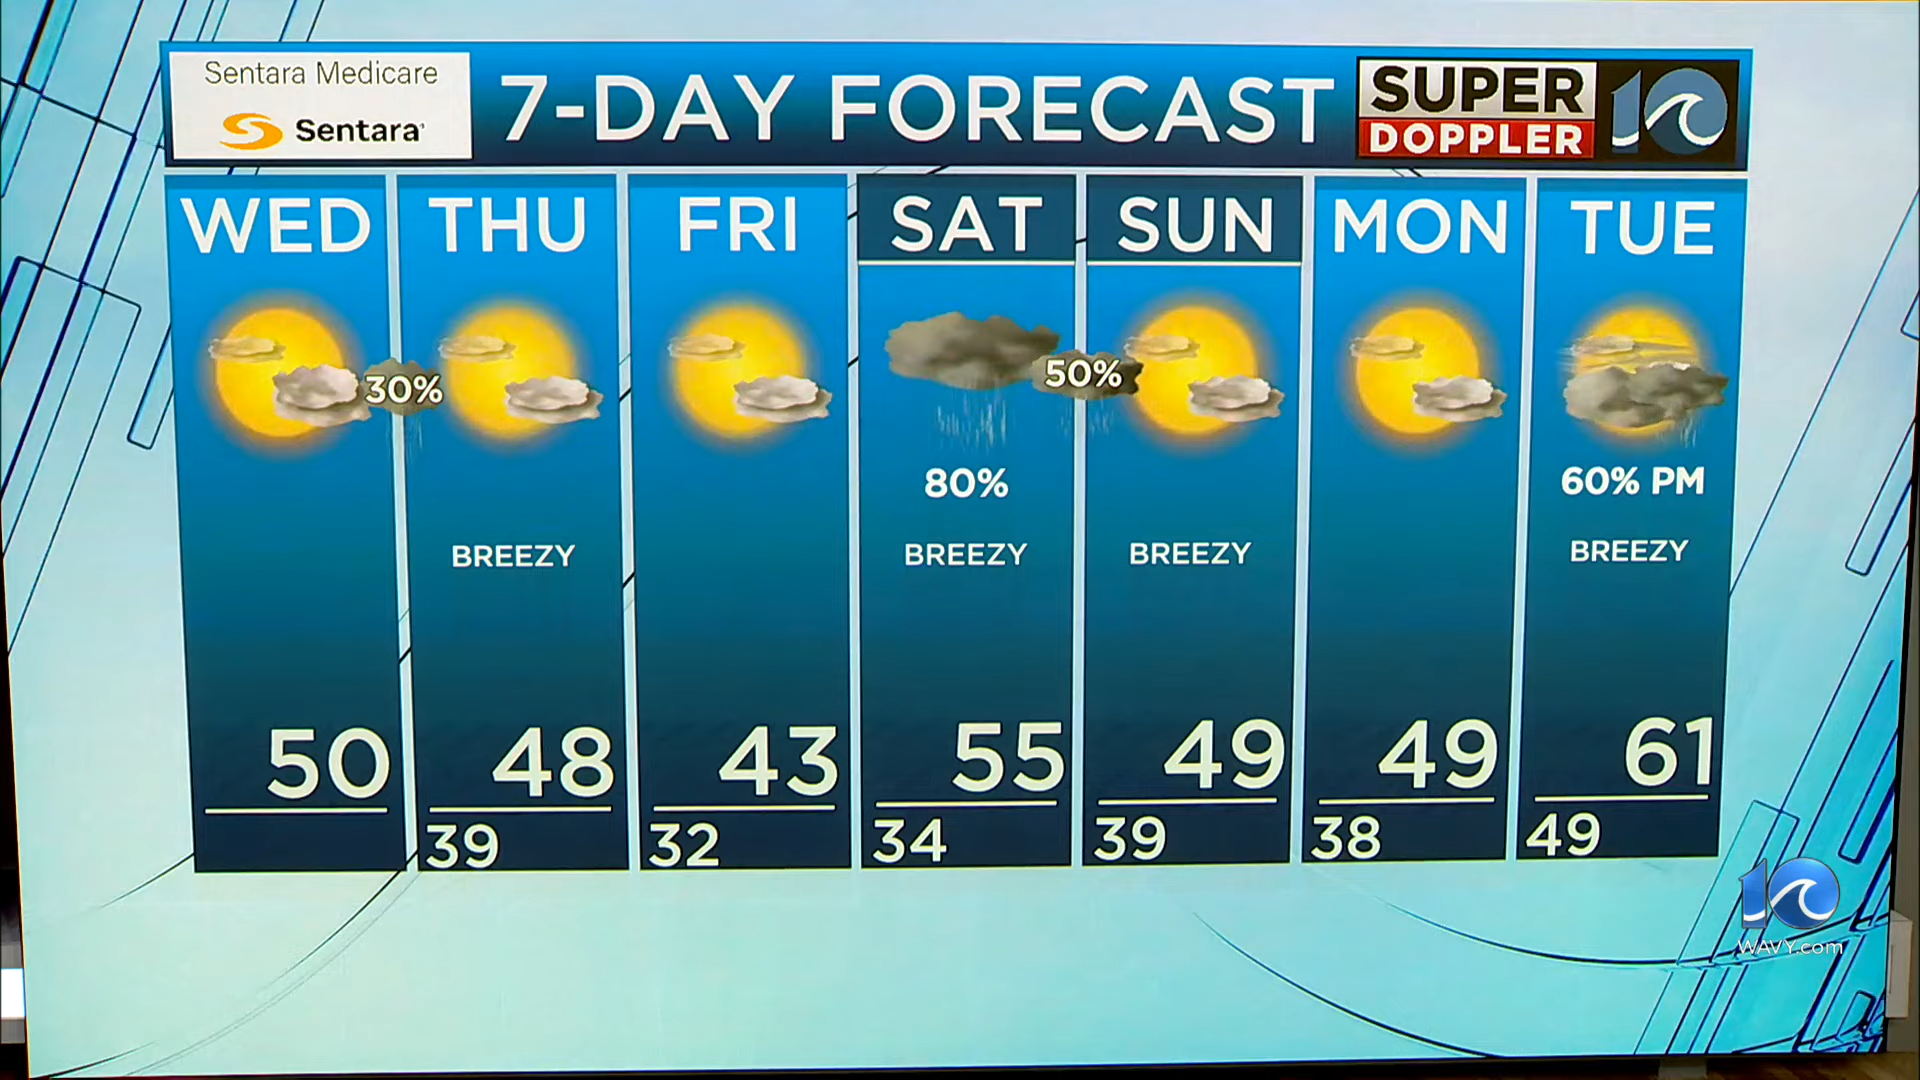 Sentara Medicare
Sentara
7-DAY FORECAST
SUPER
DOPPLER
10
WED THU FRI SAT SUN MON TUE
30% 50%
80% 60% PM
BREEZY BREEZY BREEZY BREEZY
50 48 43 55 49 49 61
39 32 34 39 38 49
10
WAVY.com